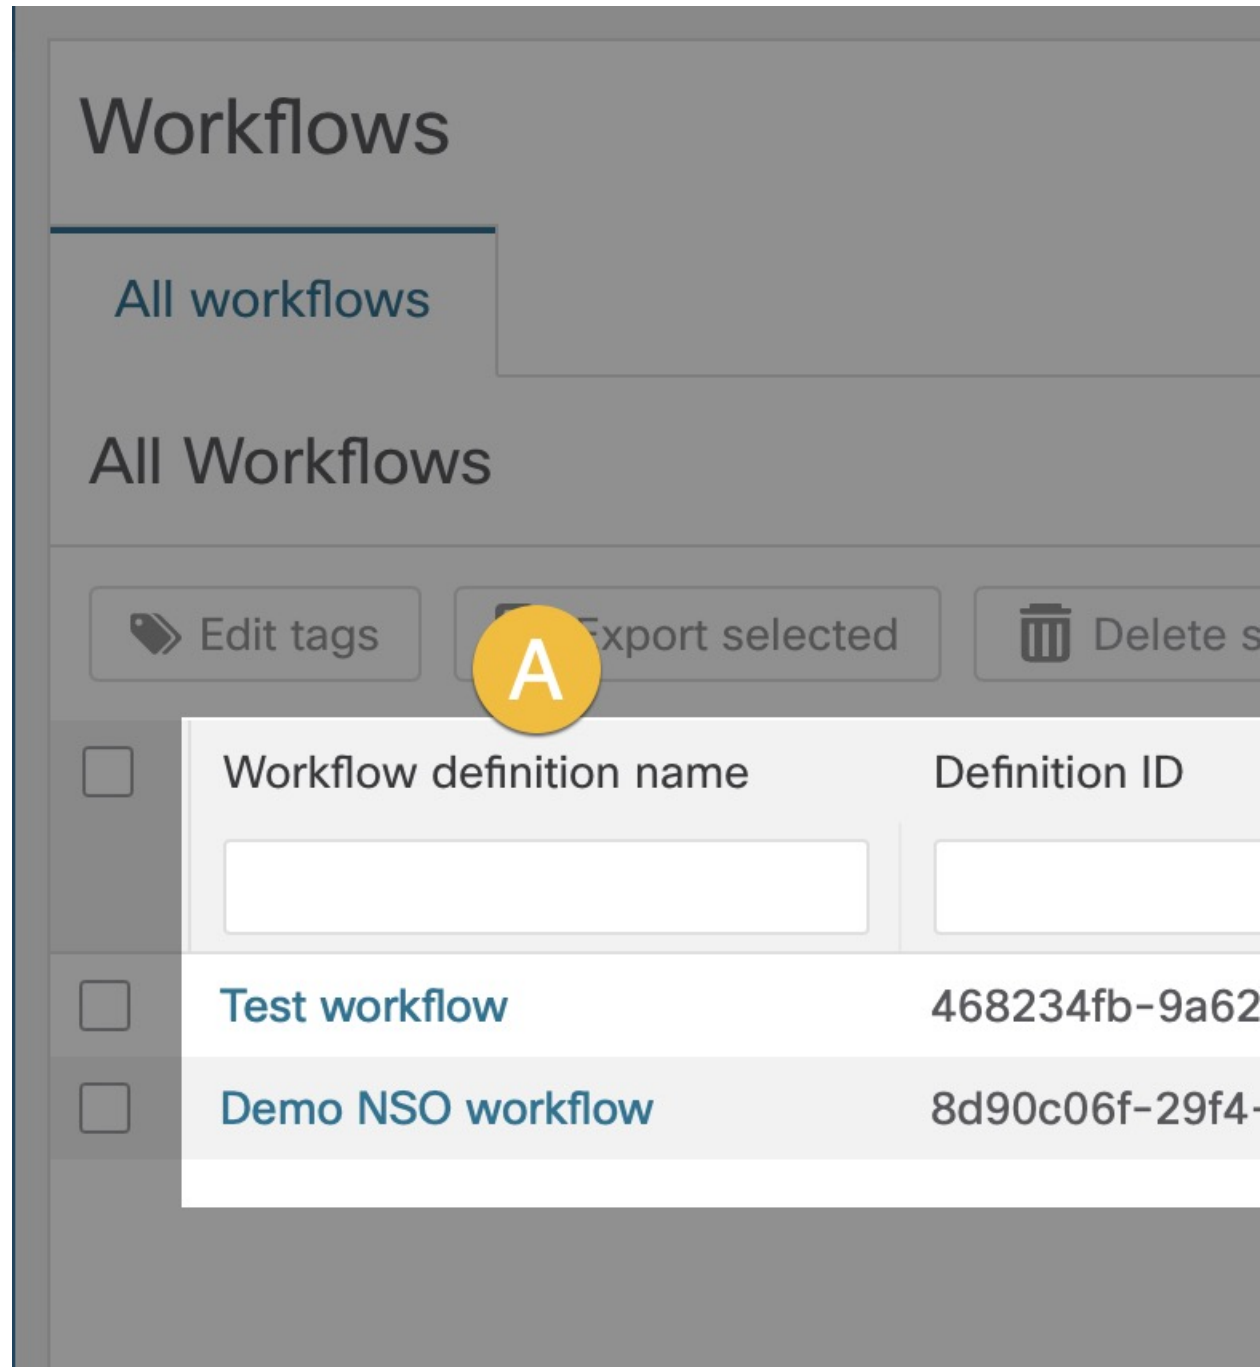 Workflows
All workflows
All Workflows
Edit tags A Export selected Delete s
Workflow definition name Definition ID
Test workflow 468234fb-9a62
Demo NSO workflow 8d90c06f-29f4-